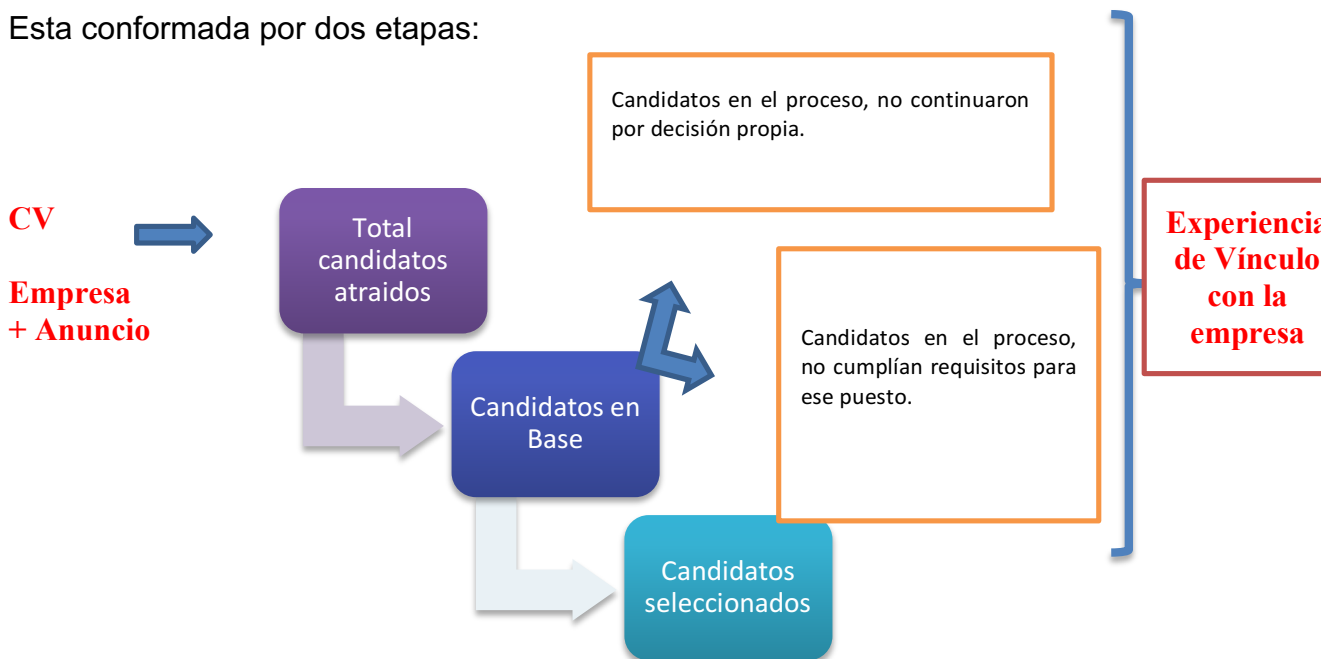 Esta conformada por dos etapas:
Candidatos en el proceso, no continuaron
por decisión propia.
CV
Empresa
+ Anuncio
Total
candidatos
atraidos
Experiencia
de Vínculo
con la
empresa
Candidatos en el proceso,
no cumplían requisitos para
ese puesto.
Candidatos en
Base
Candidatos
seleccionados